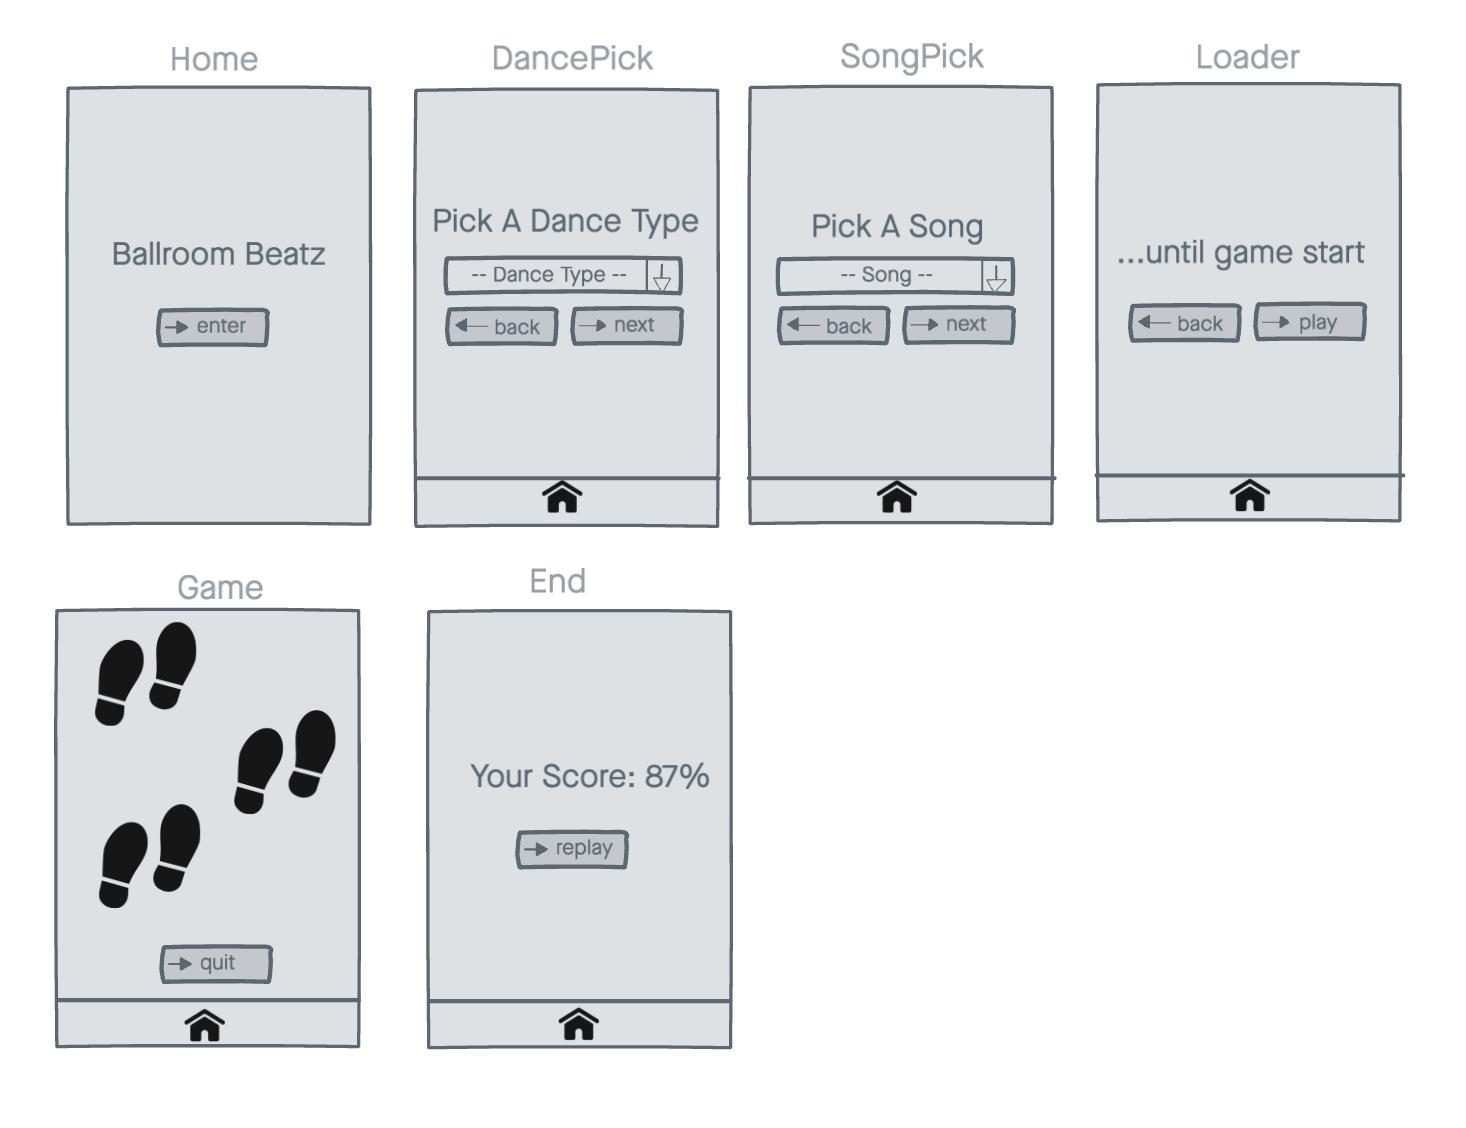 Home
Ballroom Beatz
enter
DancePick
Pick A Dance Type
-- Dance Type --
back
next
SongPick
Pick A Song
-- Song --
back
next
Loader
...until game start
back
play
Game
quit
End
Your Score: 87%
replay